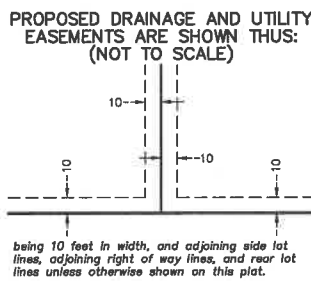 PROPOSED DRAINAGE AND UTILITY
EASEMENTS ARE SHOWN THUS:
(NOT TO SCALE)
10
10
10
10
being 10 feet in width, and adjoining side lot
lines, adjoining right of way lines, and rear lot
lines unless otherwise shown on this plat.